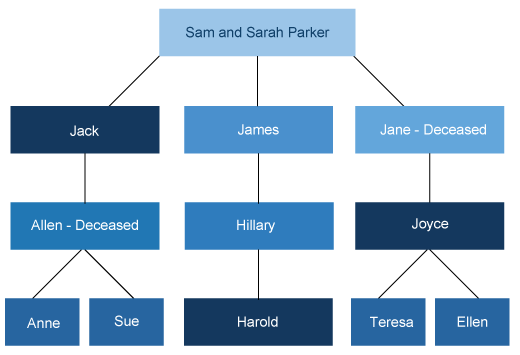 Sam and Sarah Parker
Jack
James
Jane - Deceased
Allen - Deceased
Hillary
Joyce
Anne
Sue
Harold
Teresa
Ellen